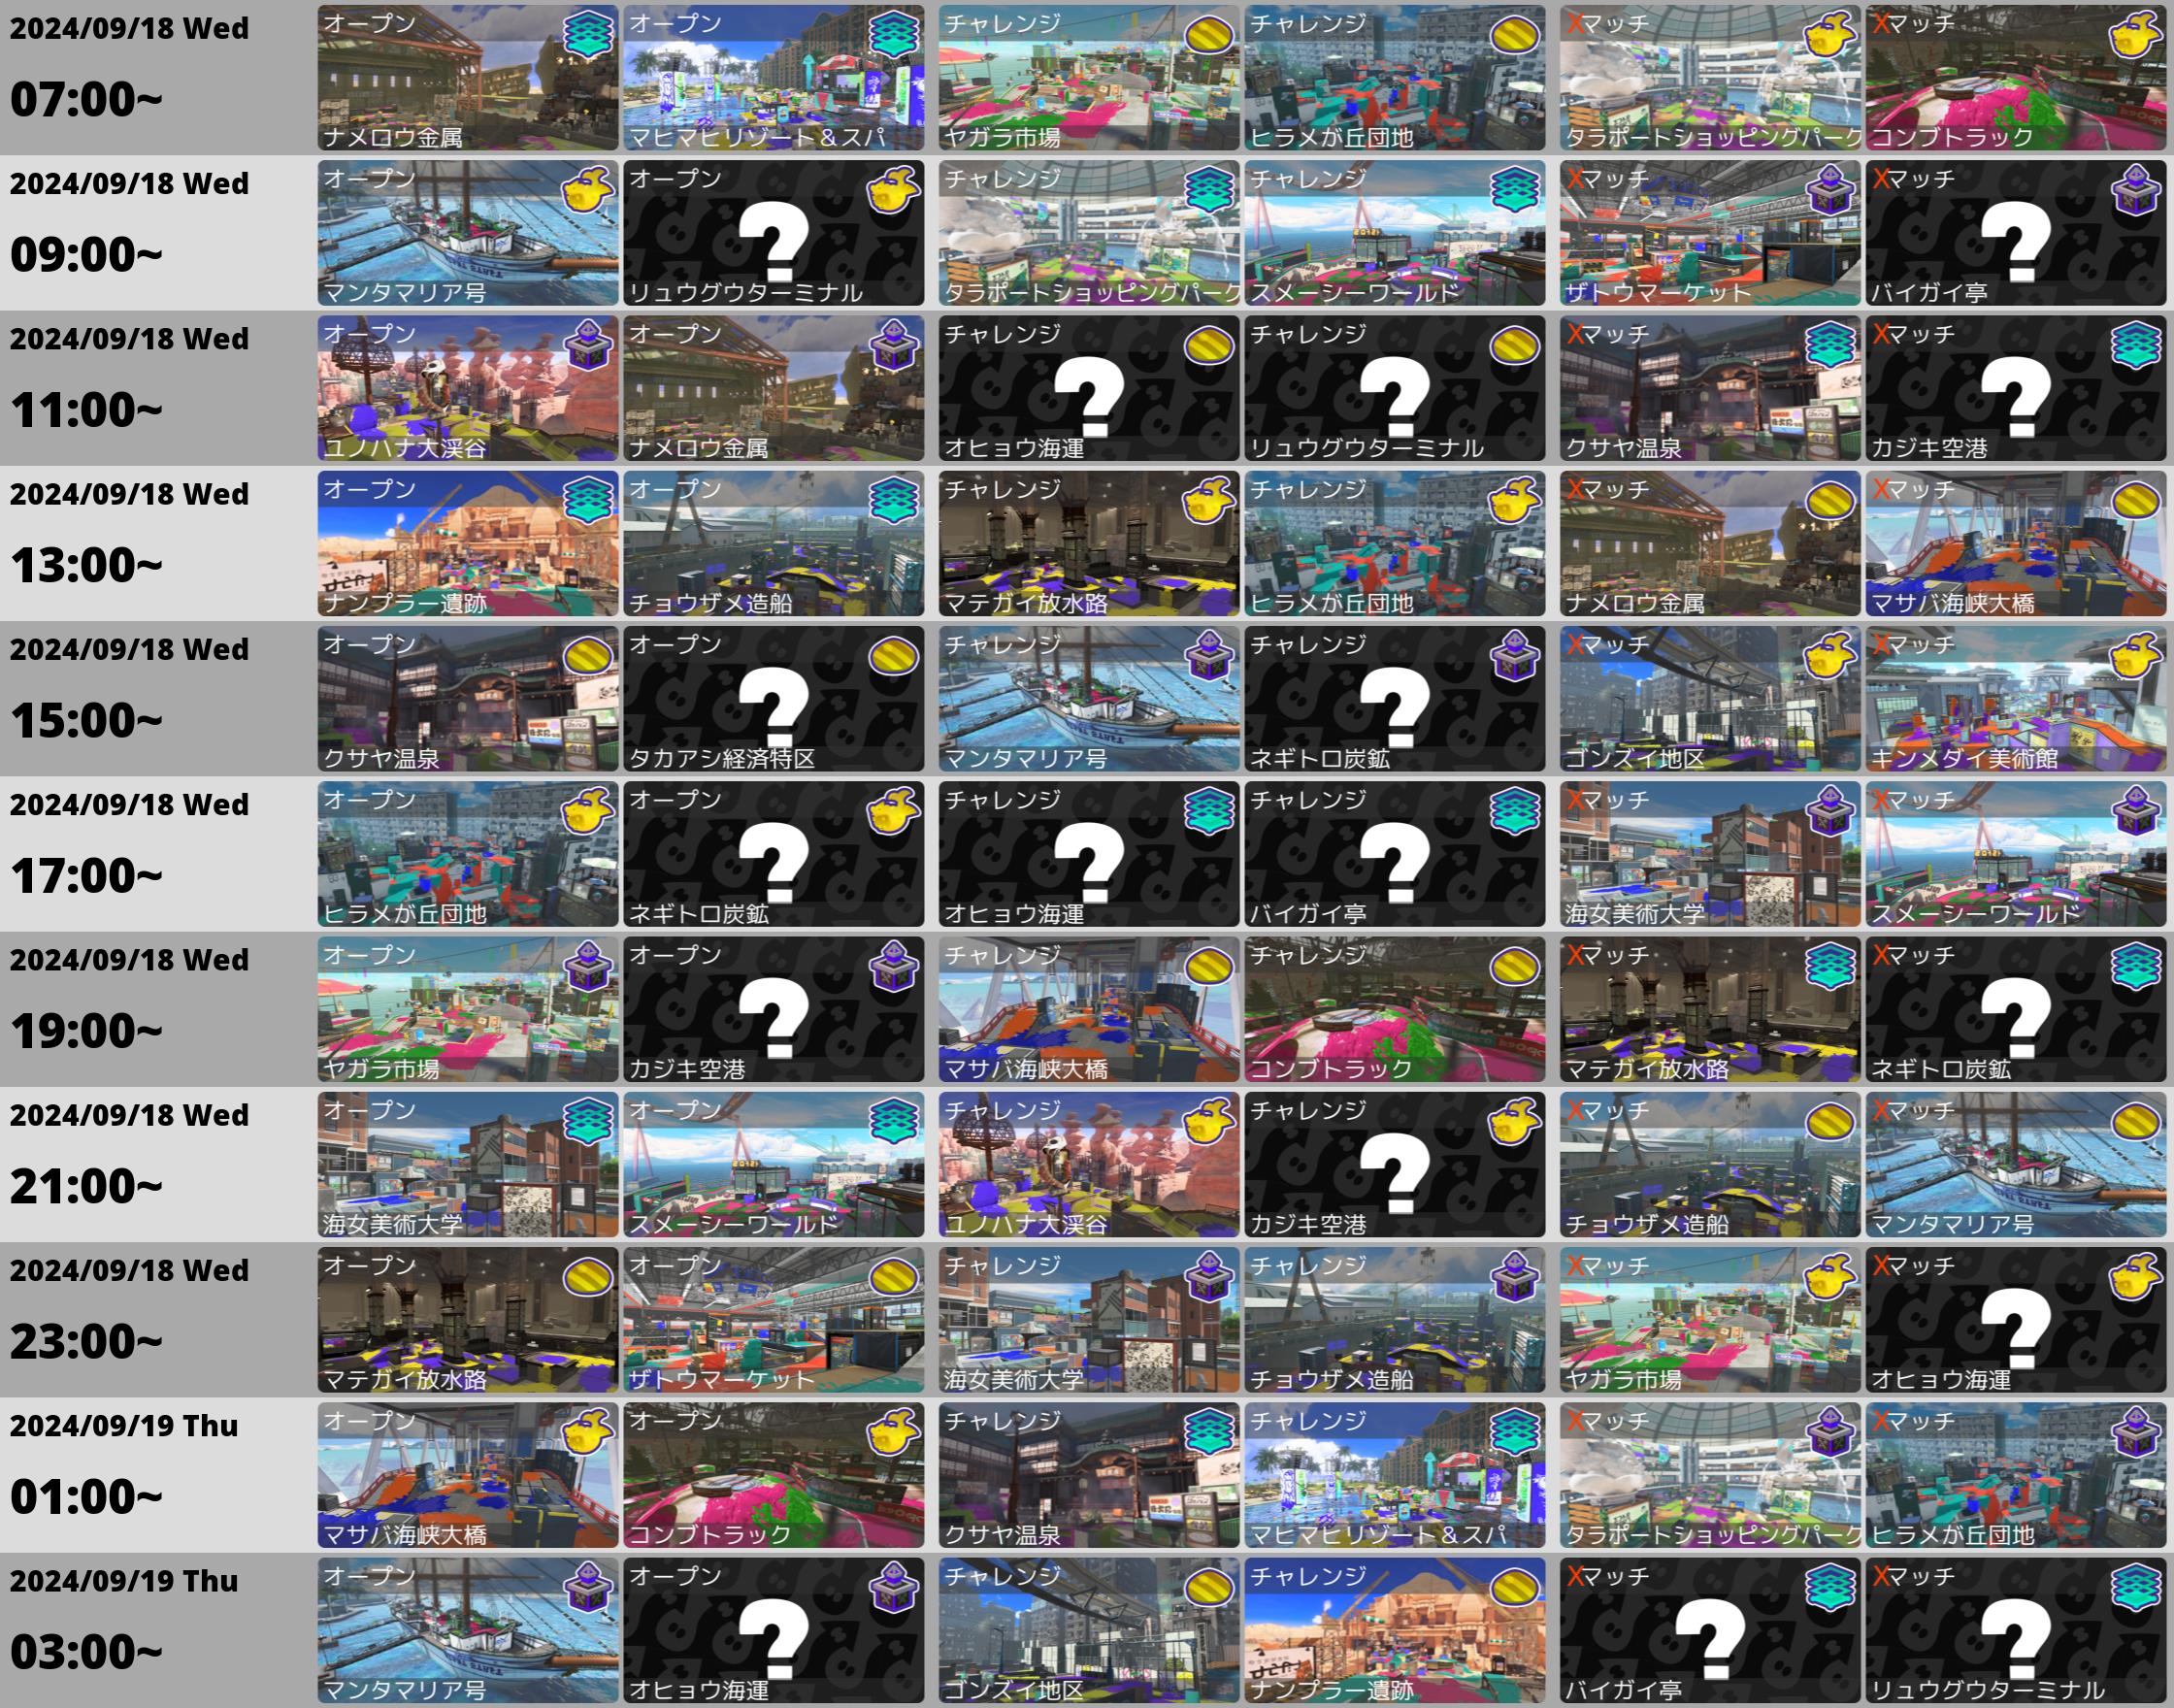 2024/09/18 Wed
07:00~
オープン
ナメロウ金属
オープン
マヒマヒリゾート＆スパ
チャレンジ
ヤガラ市場
チャレンジ
ヒラメが丘団地
Xマッチ
タラポートショッピングパーク
Xマッチ
コンブトラック
2024/09/18 Wed
09:00~
オープン
マンタマリア号
オープン
リュウグウターミナル
チャレンジ
タラポートショッピングパーク
チャレンジ
スメーシーワールド
Xマッチ
ザトウマーケット
Xマッチ
バイガイ亭
2024/09/18 Wed
11:00~
オープン
ユノハナ大渓谷
オープン
ナメロウ金属
チャレンジ
オヒョウ海運
チャレンジ
リュウグウターミナル
Xマッチ
クサヤ温泉
Xマッチ
カジキ空港
2024/09/18 Wed
13:00~
オープン
ナンプラー遺跡
オープン
チョウザメ造船
チャレンジ
マテガイ放水路
チャレンジ
ヒラメが丘団地
Xマッチ
ナメロウ金属
Xマッチ
マサバ海峡大橋
2024/09/18 Wed
15:00~
オープン
クサヤ温泉
オープン
タカアシ経済特区
チャレンジ
マンタマリア号
チャレンジ
ネギトロ炭鉱
Xマッチ
ゴンズイ地区
Xマッチ
キンメダイ美術館
2024/09/18 Wed
17:00~
オープン
ヒラメが丘団地
オープン
ネギトロ炭鉱
チャレンジ
オヒョウ海運
チャレンジ
バイガイ亭
Xマッチ
海女美術大学
Xマッチ
スメーシーワールド
2024/09/18 Wed
19:00~
オープン
ヤガラ市場
オープン
カジキ空港
チャレンジ
マサバ海峡大橋
チャレンジ
コンブトラック
Xマッチ
マテガイ放水路
Xマッチ
ネギトロ炭鉱
2024/09/18 Wed
21:00~
オープン
海女美術大学
オープン
スメーシーワールド
チャレンジ
ユノハナ大渓谷
チャレンジ
カジキ空港
Xマッチ
チョウザメ造船
Xマッチ
マンタマリア号
2024/09/18 Wed
23:00~
オープン
マテガイ放水路
オープン
ザトウマーケット
チャレンジ
海女美術大学
チャレンジ
チョウザメ造船
Xマッチ
ヤガラ市場
Xマッチ
オヒョウ海運
2024/09/19 Thu
01:00~
オープン
マサバ海峡大橋
オープン
コンブトラック
チャレンジ
クサヤ温泉
チャレンジ
マヒマヒリゾート＆スパ
Xマッチ
タラポートショッピングパーク
Xマッチ
ヒラメが丘団地
2024/09/19 Thu
03:00~
オープン
マンタマリア号
オープン
オヒョウ海運
チャレンジ
ゴンズイ地区
チャレンジ
ナンプラー遺跡
Xマッチ
バイガイ亭
Xマッチ
リュウグウターミナル